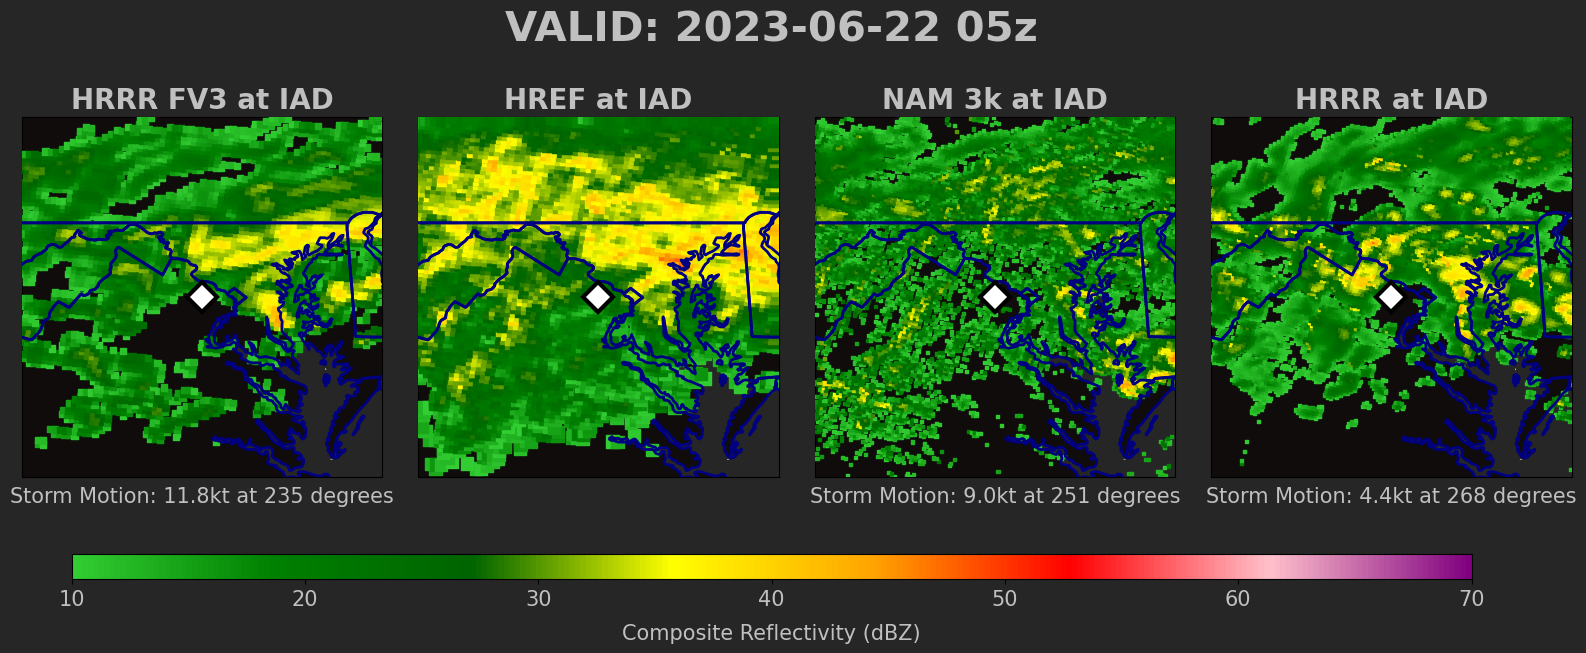 VALID: 2023-06-22 05z
HRRR FV3 at IAD
HREF at IAD
NAM 3k at IAD
HRRR at IAD
Storm Motion: 11.8kt at 235 degrees
Storm Motion: 9.0kt at 251 degrees
Storm Motion: 4.4kt at 268 degrees
10 20 30 40 50 60 70
Composite Reflectivity (dBZ)